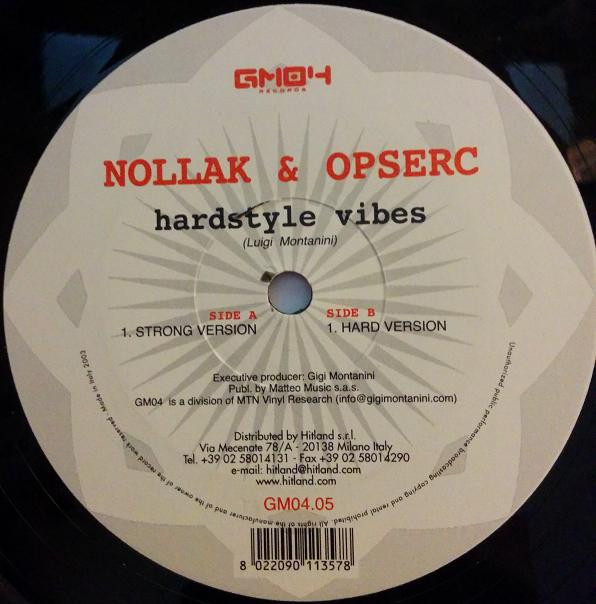 GM04
RECORDS
NOLLAK & OPSERC
hardstyle vibes
(Luigi Montanini)
SIDE A
1. STRONG VERSION
SIDE B
1. HARD VERSION
Executive producer: Gigi Montanini
Publ. by Matteo Music s.a.s.
GM04 is a division of MTN Vinyl Research (info@gigimontanini.com)
Distributed by Hitland s.r.l.
Via Mecenate 78/A - 20138 Milano Italy
Tel. +39 02 58014131 - Fax +39 02 58014290
e-mail: hitland@hitland.com
www.hitland.com
GM04.05
Unauthorized public performance broadcasting copying and rental prohibited. All rights of the manufacturer and of the owner of the record work reserved. Made in Italy 2003
8 022090 113578